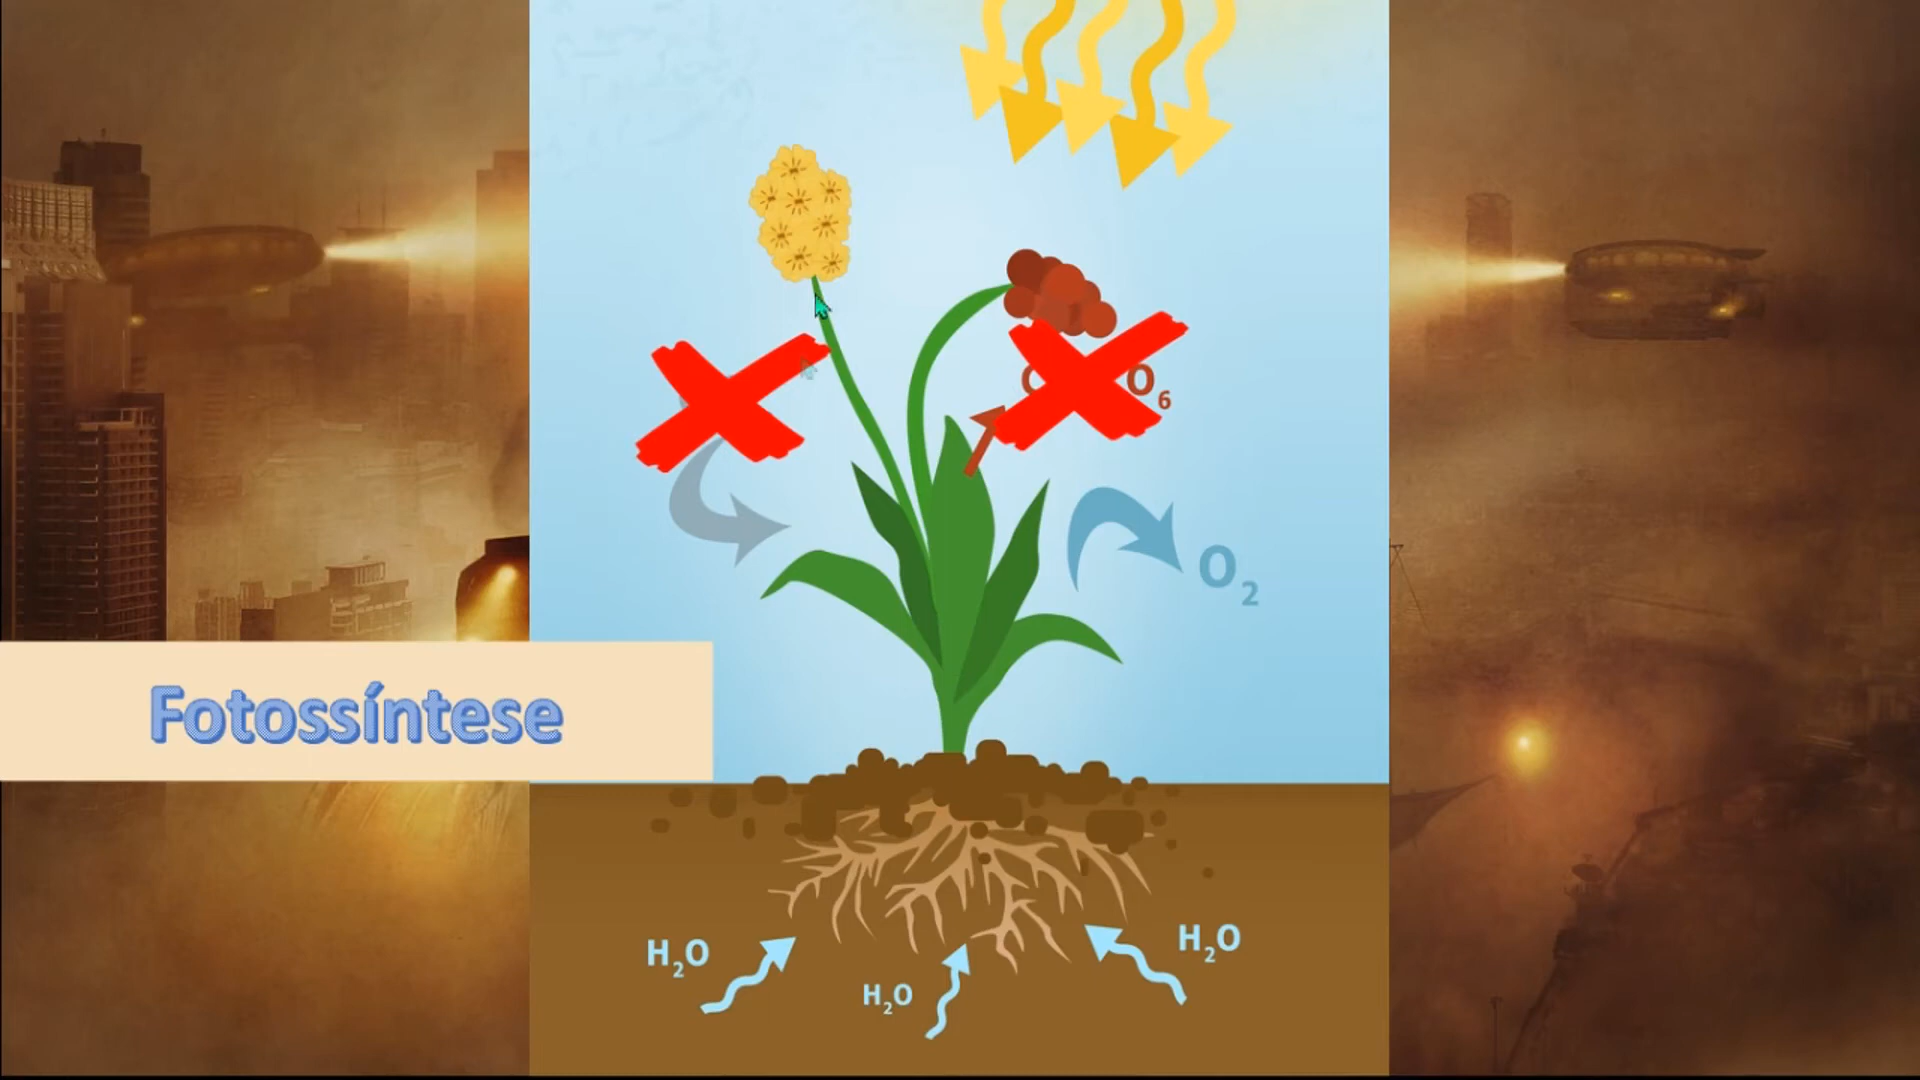 O₆
O₂
Fotossíntese
H₂O
H₂O
H₂O